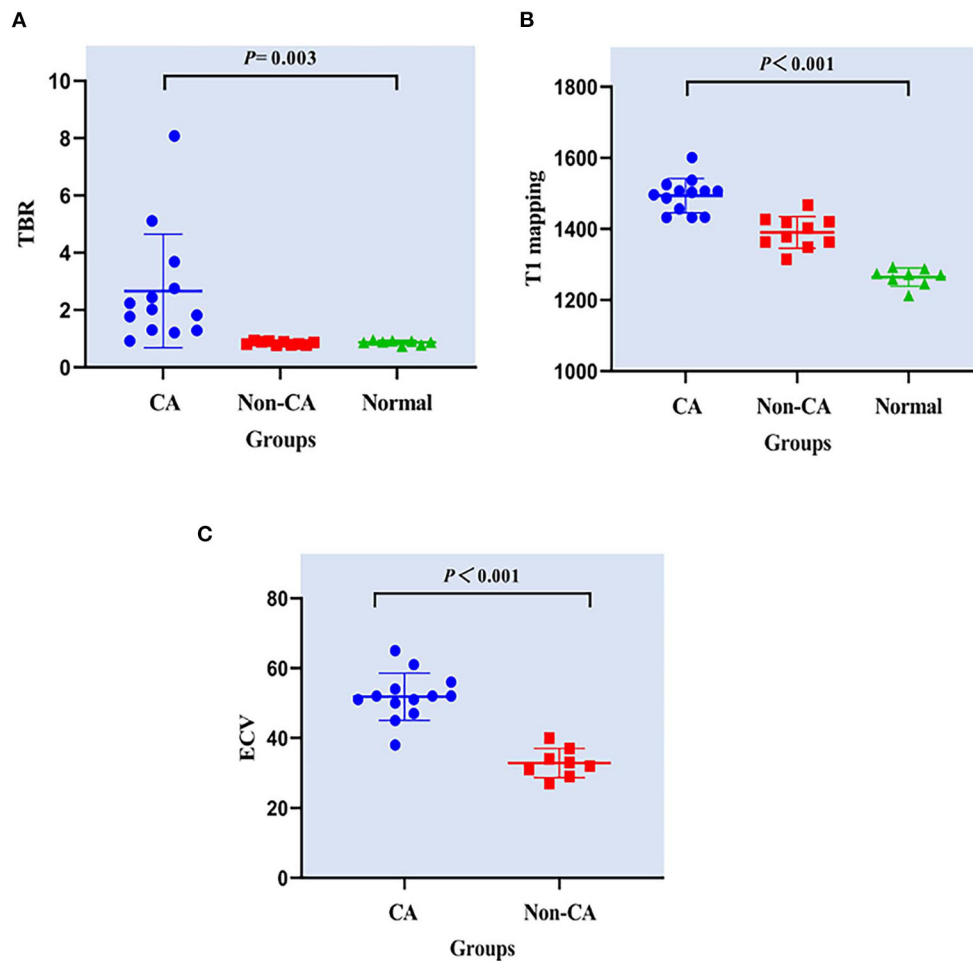 A
P= 0.003
10
8
6
4
2
0
TBR
CA Non-CA Normal
Groups
B
P< 0.001
1800
1600
1400
1200
1000
T1 mapping
CA Non-CA Normal
Groups
C
P< 0.001
80
60
40
20
0
ECV
CA Non-CA
Groups